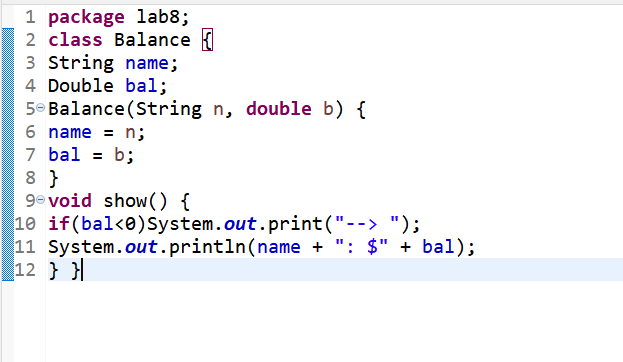 1 package lab8;
2 class Balance {
3 String name;
4 Double bal;
5 Balance(String n, double b) {
6 name = n;
7 bal = b;
8 }
9 void show() {
10 if(bal<0)System.out.print("--> ");
11 System.out.println(name + ": $" + bal);
12 } }